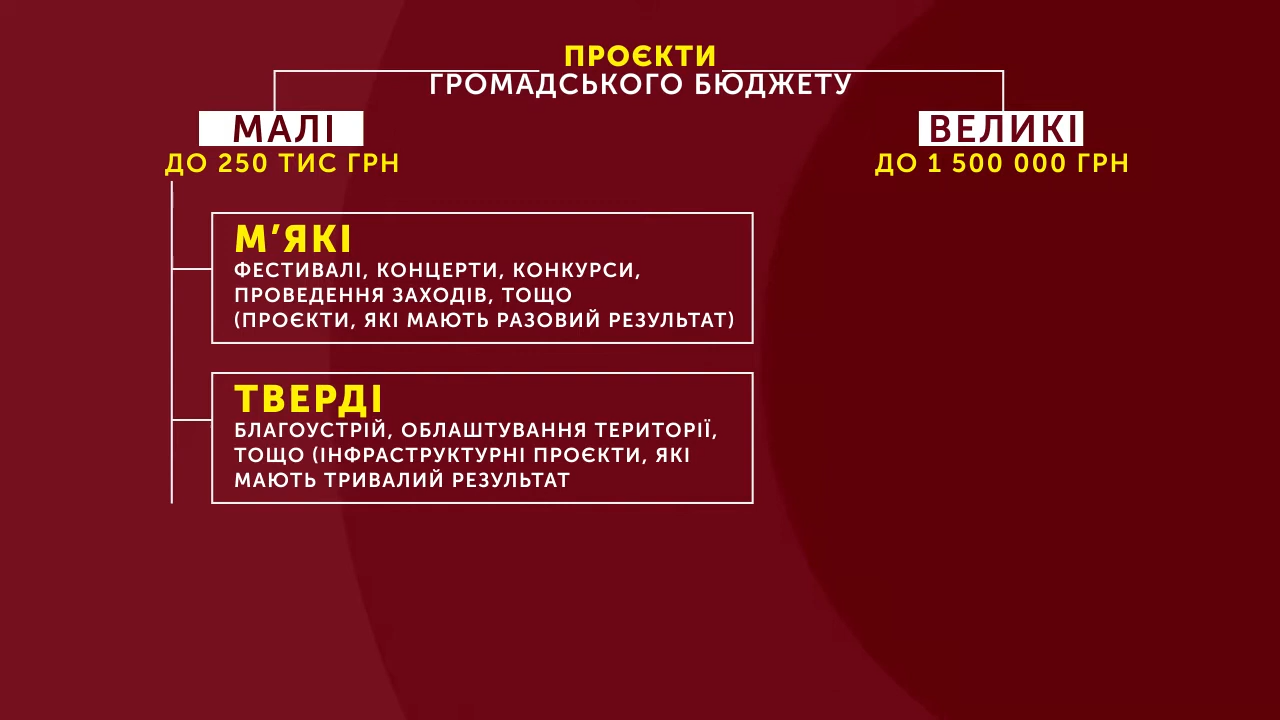 ПРОЄКТИ
ГРОМАДСЬКОГО БЮДЖЕТУ
МАЛІ
ДО 250 ТИС ГРН
ВЕЛИКІ
ДО 1 500 000 ГРН
М’ЯКІ
ФЕСТИВАЛІ, КОНЦЕРТИ, КОНКУРСИ,
ПРОВЕДЕННЯ ЗАХОДІВ, ТОЩО
(ПРОЄКТИ, ЯКІ МАЮТЬ РАЗОВИЙ РЕЗУЛЬТАТ)
ТВЕРДІ
БЛАГОУСТРІЙ, ОБЛАШТУВАННЯ ТЕРИТОРІЇ,
ТОЩО (ІНФРАСТРУКТУРНІ ПРОЄКТИ, ЯКІ
МАЮТЬ ТРИВАЛИЙ РЕЗУЛЬТАТ